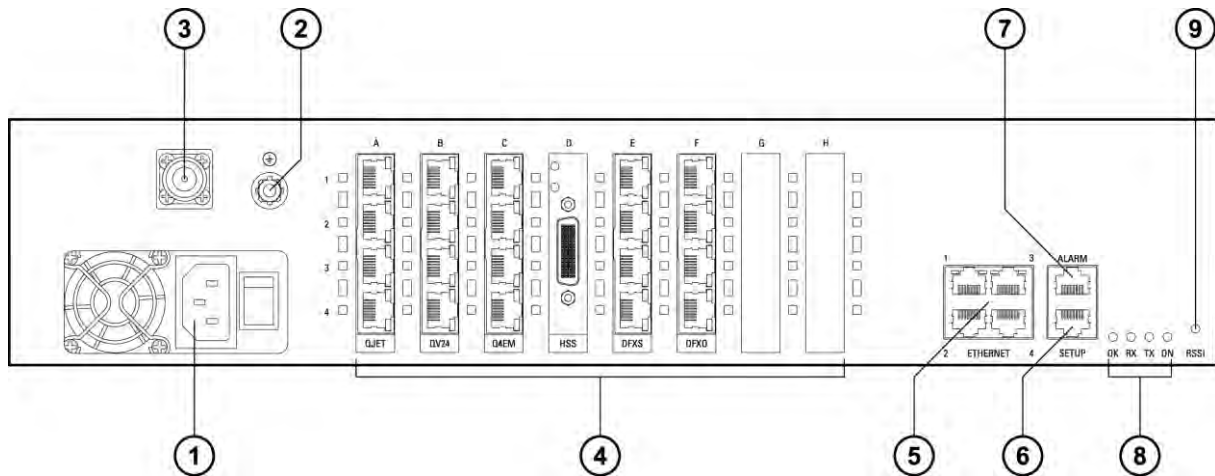 3 2 7 9
A B C D E F G H
1
2
3
4
QJET QV24 Q4EM HSS DFXS DFXO
1 3 ALARM
2 ETHERNET 4 SETUP
OK RX TX ON RSSI
1 4 5 6 8